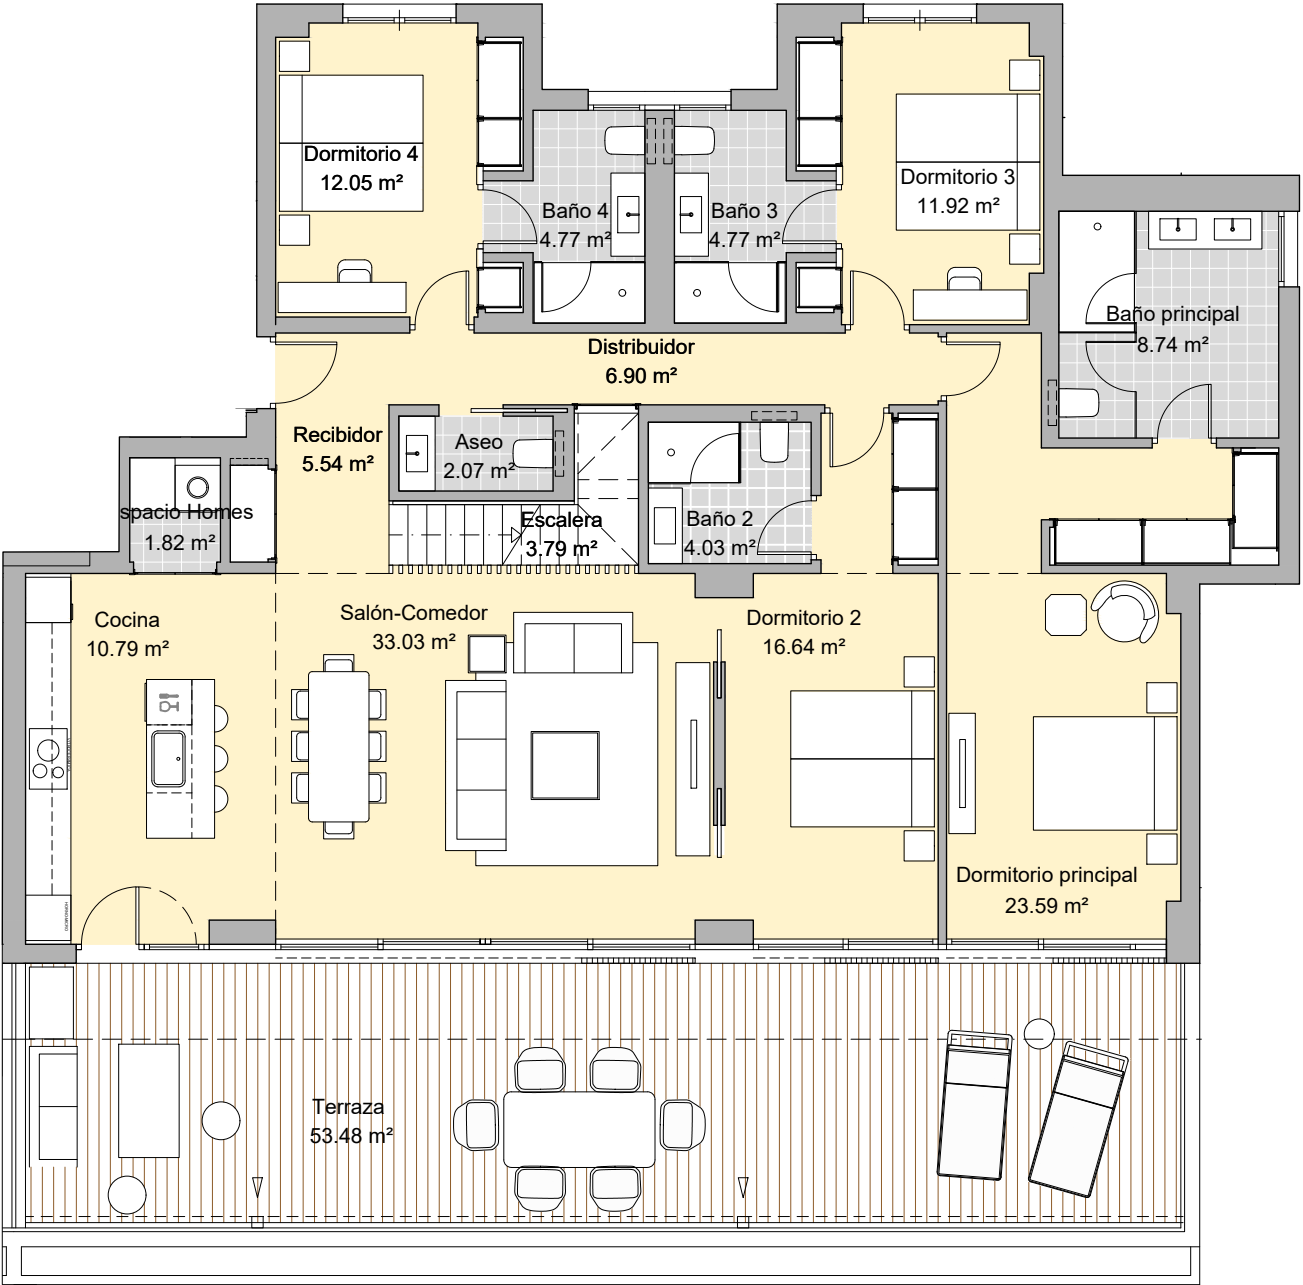 Dormitorio 4
12.05 m²
Dormitorio 3
11.92 m²
Baño 4
4.77 m²
Baño 3
4.77 m²
Baño principal
8.74 m²
Distribuidor
6.90 m²
Recibidor
5.54 m²
Aseo
2.07 m²
spacio Homes
1.82 m²
Escalera
3.79 m²
Baño 2
4.03 m²
Cocina
10.79 m²
Salón-Comedor
33.03 m²
Dormitorio 2
16.64 m²
Dormitorio principal
23.59 m²
Terraza
53.48 m²